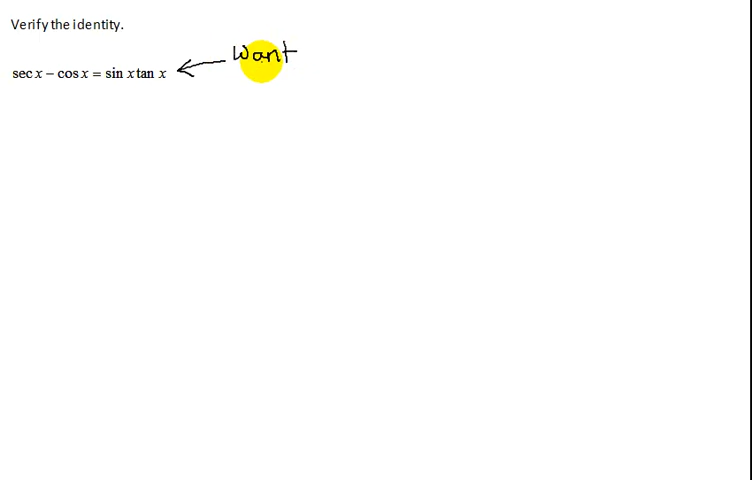 Verify the identity.
want
sec x − cos x = sin x tan x